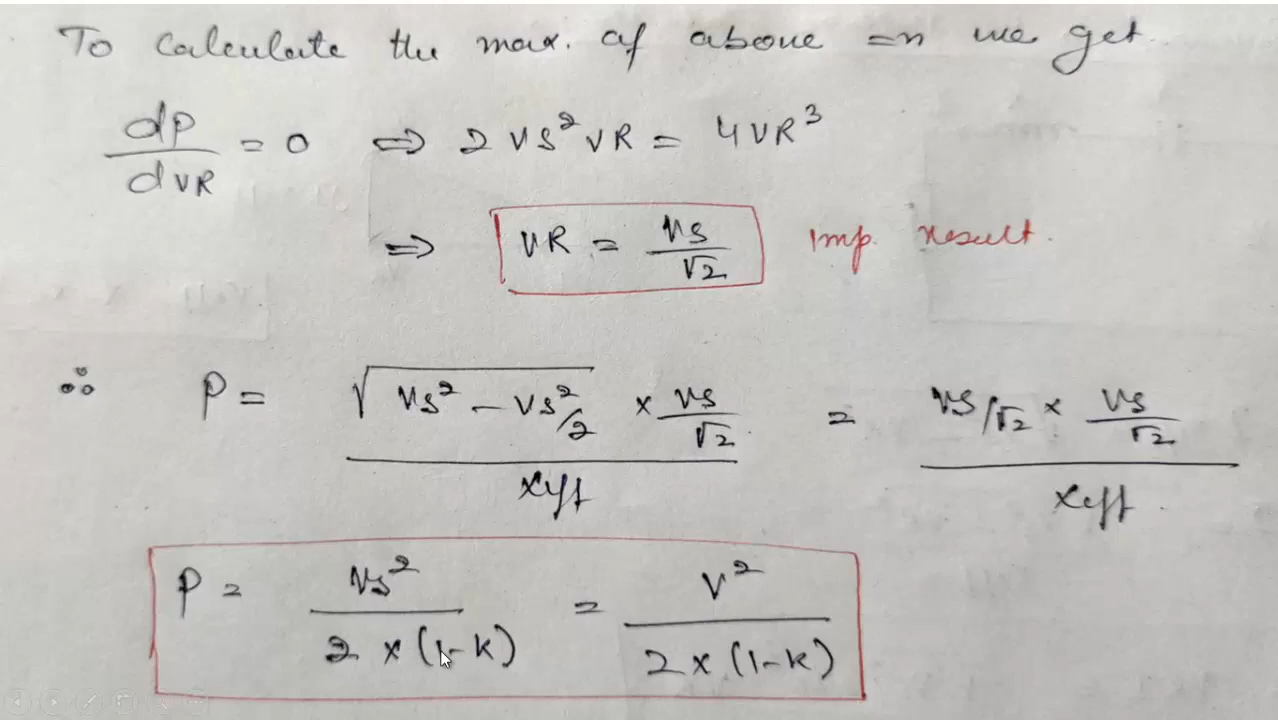 To calculate the max. of above =n we get.
dP/dVR = 0 ⇒ 2 VS² VR = 4 VR³
⇒ VR = VS/√2 Imp. result.
∴ P = √(VS² - VS²/2) × VS/√2 / Xeff = VS/√2 × VS/√2 / Xeff.
P = VS² / 2 X (1-K) = V² / 2 X (1-K)